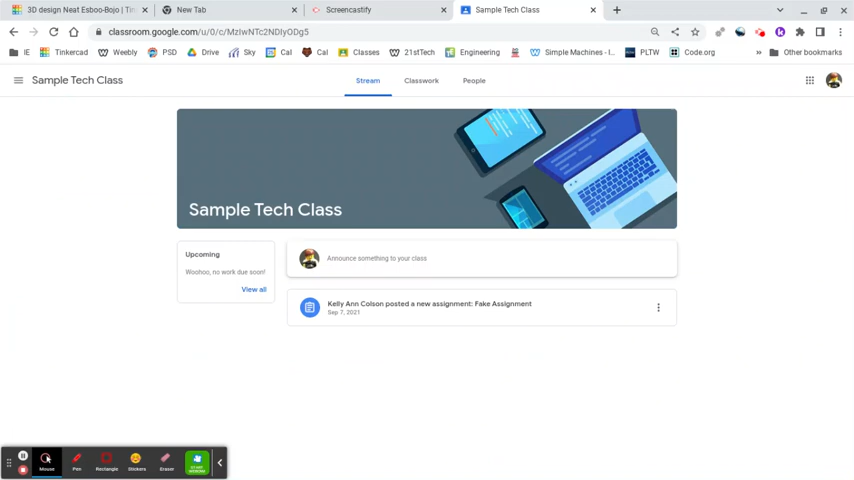 3D design Neat Esboo-Bojo | Tin
New Tab
Screencastify
Sample Tech Class
classroom.google.com/u/0/c/MzIwNTc2NDIyODg5
IE
Tinkercad
Weebly
PSD
Drive
Sky
Cal
Cal
Classes
21stTech
Engineering
Simple Machines - I...
PLTW
Code.org
»
Other bookmarks
Sample Tech Class
Stream
Classwork
People
Sample Tech Class
Upcoming
Woohoo, no work due soon!
View all
Announce something to your class
Kelly Ann Colson posted a new assignment: Fake Assignment
Sep 7, 2021
Mouse
Pen
Rectangle
Stickers
Eraser
START WEBCAM